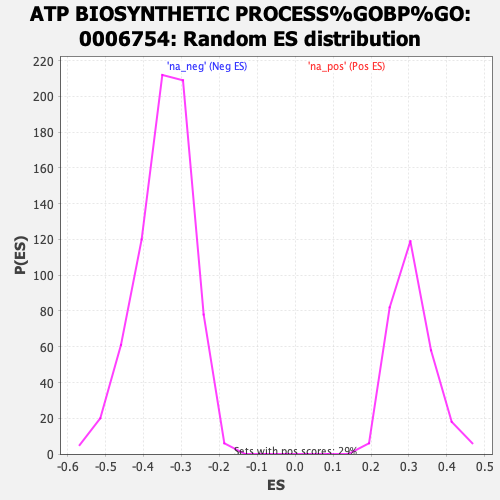 ATP BIOSYNTHETIC PROCESS%GOBP%GO:
0006754: Random ES distribution
'na_neg' (Neg ES)
'na_pos' (Pos ES)
220
200
180
160
140
120
100
80
60
40
20
0
P(ES)
Sets with pos scores: 29%
-0.6 -0.5 -0.4 -0.3 -0.2 -0.1 0.0 0.1 0.2 0.3 0.4 0.5
ES